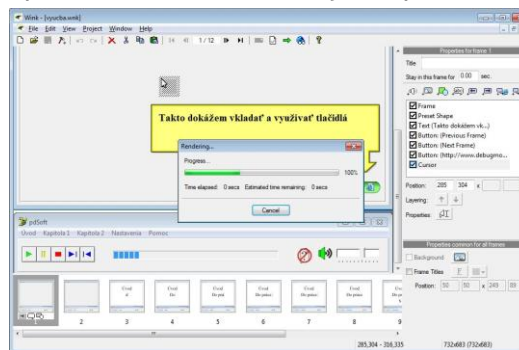 Wink - [vyucba.wnk]
File Edit View Project Window Help
1 / 12
Properties for frame 1
Title
Stay in this frame for 0.00 sec.
Frame
Preset Shape
Text (Takto dokážem vk...)
Button: (Previous Frame)
Button: (Next Frame)
Button: (http://www.debugmo...
Cursor
Takto dokážem vkladať a využívať tlačidlá
Rendering...
Progress...
100%
Time elapsed: 0 secs Estimated time remaining: 0 secs
Cancel
Position: 285 304 x
Layering:
Properties:
pdSoft
Úvod Kapitola 1 Kapitola 2 Nastavenia Pomoc
Properties common for all frames
Background
Frame Titles
Position: 50 50 x 245 80
2 3 4 5 6 7 8 9
285,304 - 316,335 732x683 (732x683)